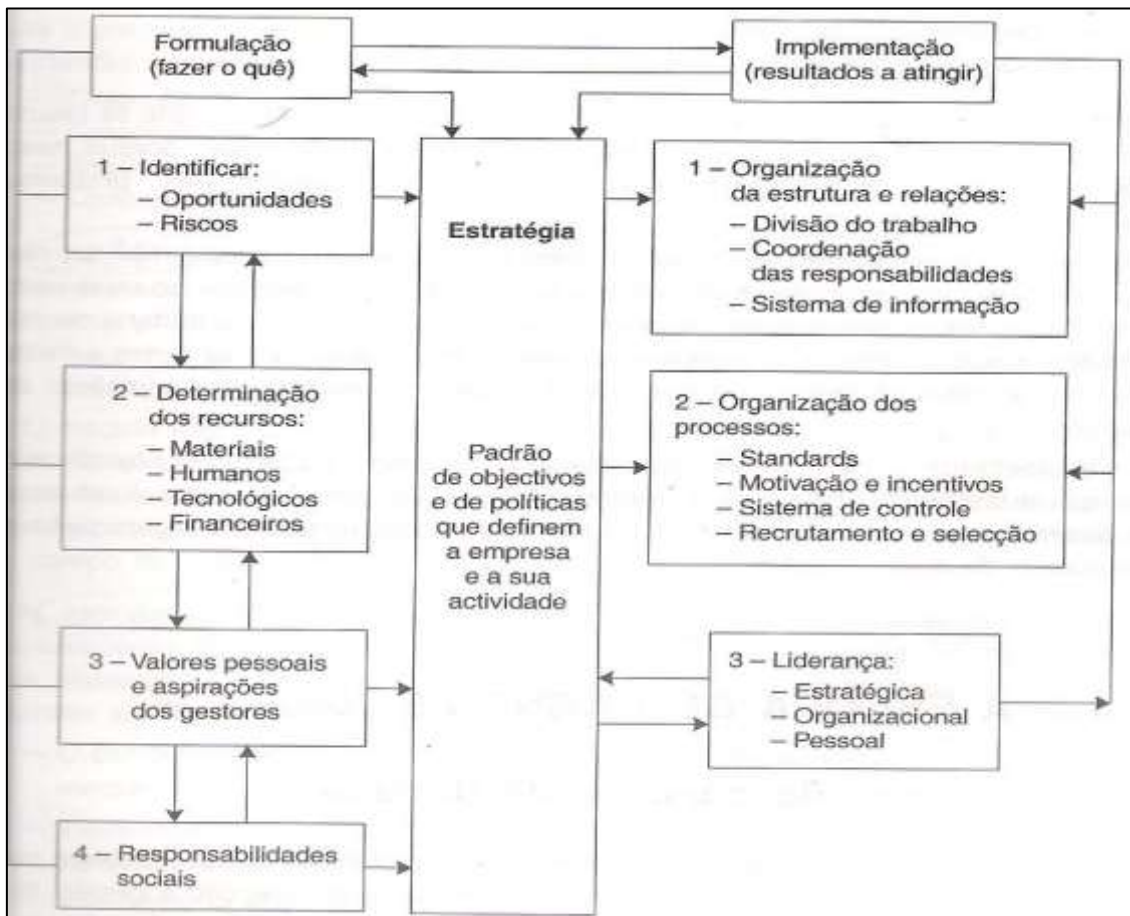 Formulação
(fazer o quê)
Implementação
(resultados a atingir)
1 – Identificar:
– Oportunidades
– Riscos
2 – Determinação
dos recursos:
– Materiais
– Humanos
– Tecnológicos
– Financeiros
3 – Valores pessoais
e aspirações
dos gestores
4 – Responsabilidades
sociais
Estratégia
Padrão
de objectivos
e de políticas
que definem
a empresa
e a sua
actividade
1 – Organização
da estrutura e relações:
– Divisão do trabalho
– Coordenação
das responsabilidades
– Sistema de informação
2 – Organização dos
processos:
– Standards
– Motivação e incentivos
– Sistema de controle
– Recrutamento e selecção
3 – Liderança:
– Estratégica
– Organizacional
– Pessoal